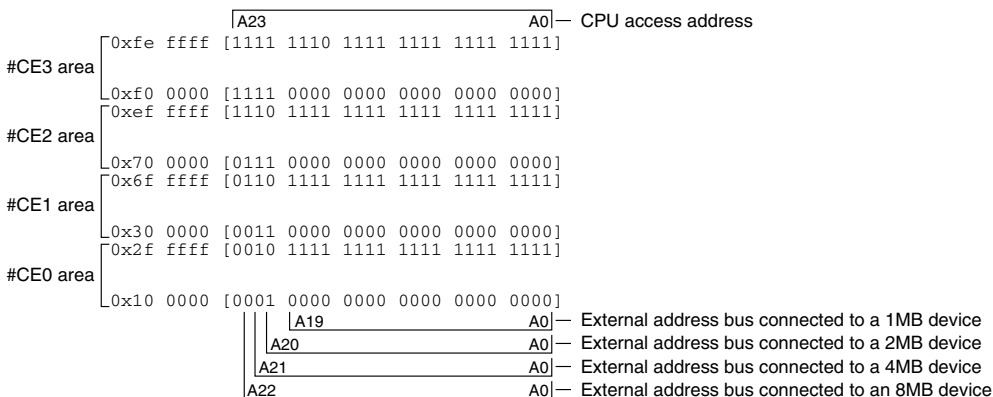 A23 A0 CPU access address
0xfe ffff [1111 1110 1111 1111 1111 1111]
#CE3 area
0xf0 0000 [1111 0000 0000 0000 0000 0000]
0xef ffff [1110 1111 1111 1111 1111 1111]
#CE2 area
0x70 0000 [0111 0000 0000 0000 0000 0000]
0x6f ffff [0110 1111 1111 1111 1111 1111]
#CE1 area
0x30 0000 [0011 0000 0000 0000 0000 0000]
0x2f ffff [0010 1111 1111 1111 1111 1111]
#CE0 area
0x10 0000 [0001 0000 0000 0000 0000 0000]
A19 A0 External address bus connected to a 1MB device
A20 A0 External address bus connected to a 2MB device
A21 A0 External address bus connected to a 4MB device
A22 A0 External address bus connected to an 8MB device